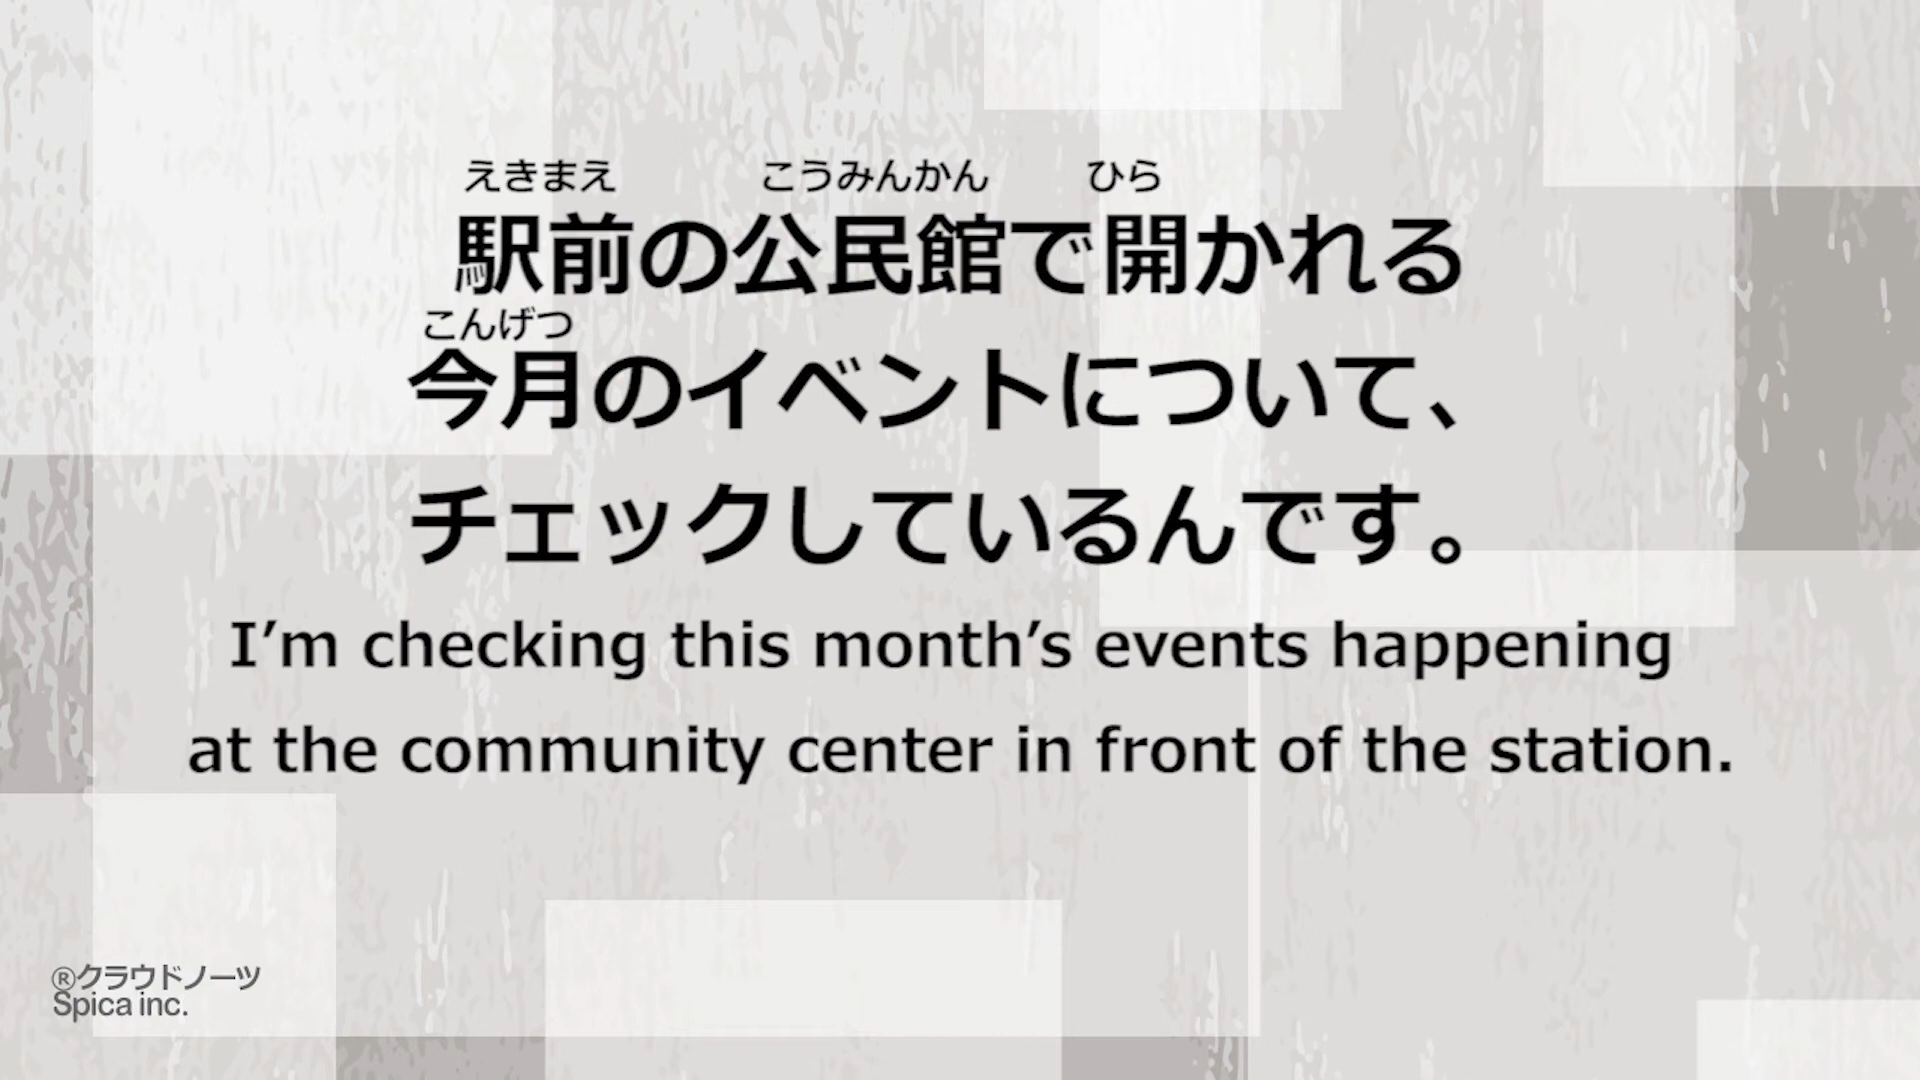 えきまえ こうみんかん ひら
駅前の公民館で開かれる
こんげつ
今月のイベントについて、
チェックしているんです。
I’m checking this month’s events happening
at the community center in front of the station.
®クラウドノーツ
Spica inc.